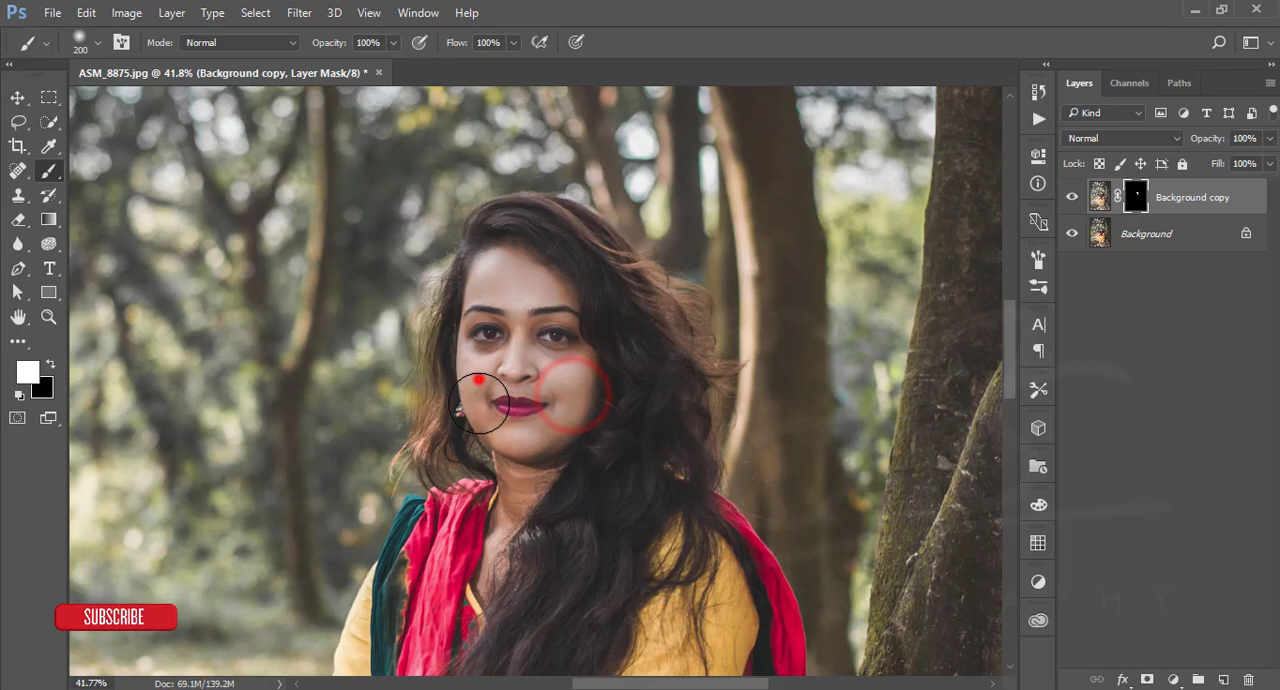 Ps File Edit Image Layer Type Select Filter 3D View Window Help
200 Mode: Normal Opacity: 100% Flow: 100%
ASM_8875.jpg @ 41.8% (Background copy, Layer Mask/8) * ×
Layers Channels Paths
Kind
Normal Opacity: 100%
Lock: Fill: 100%
Background copy
Background
SUBSCRIBE
41.77% Doc: 69.1M/139.2M